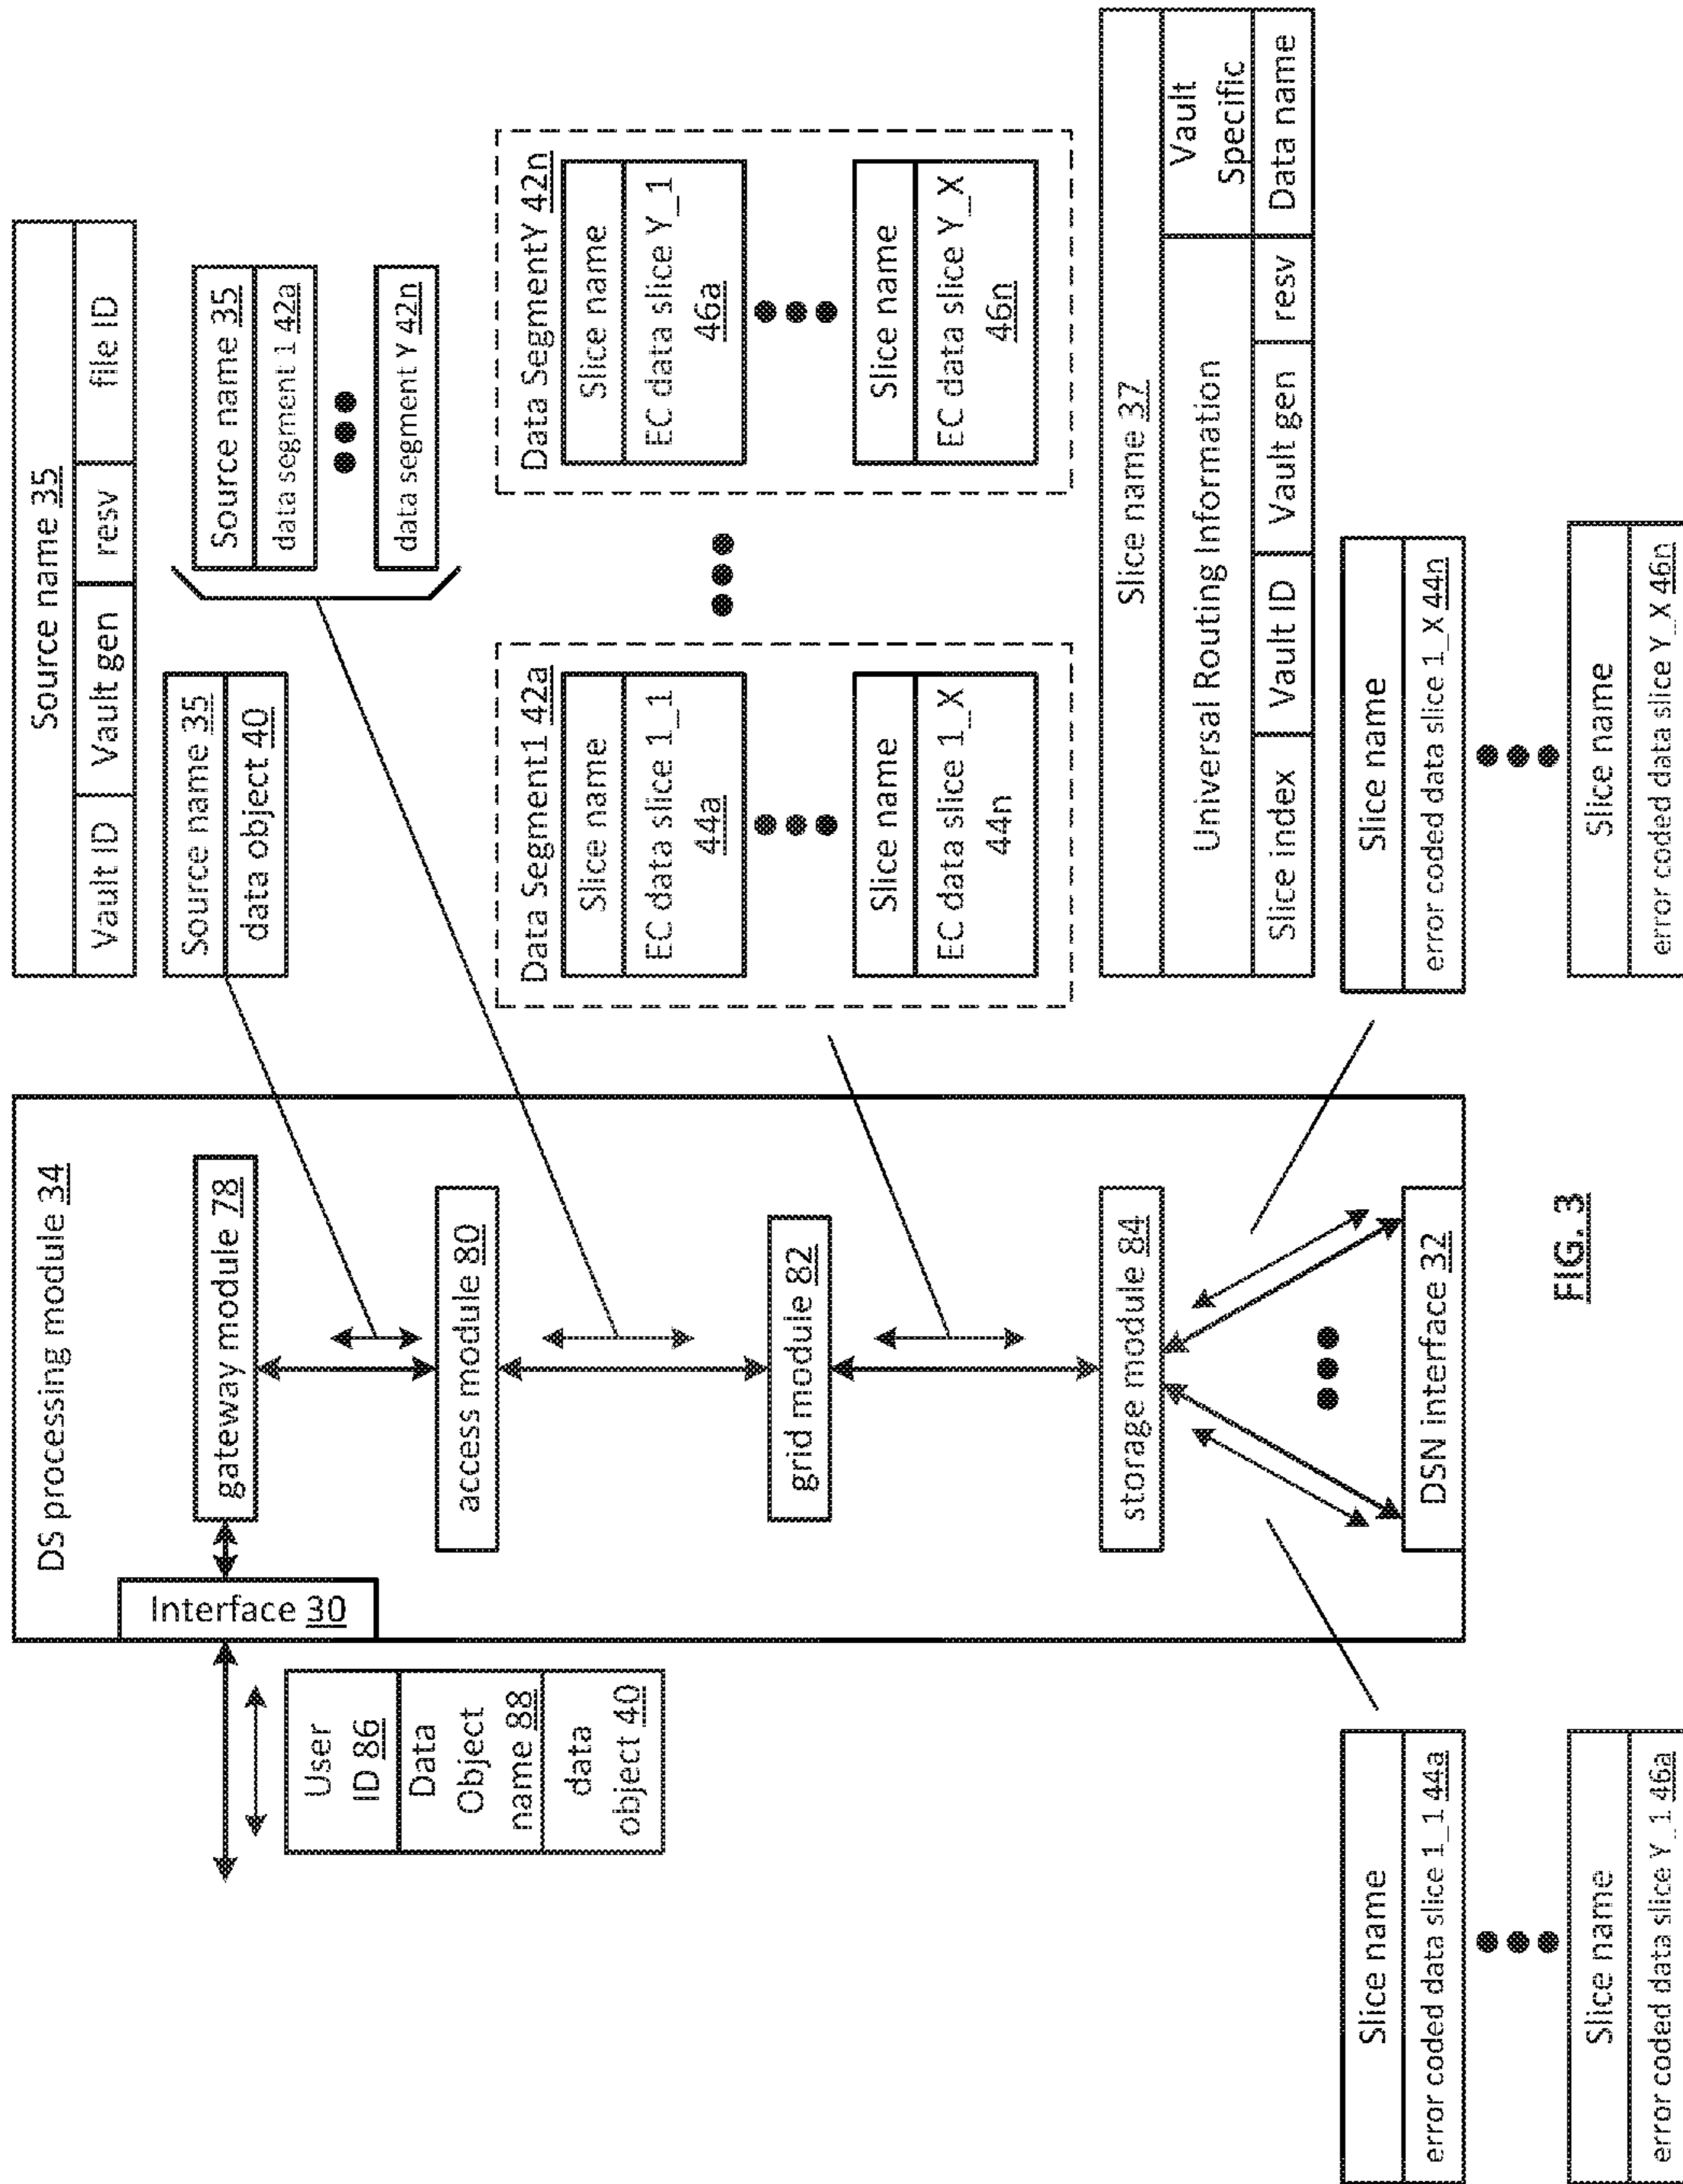 DS processing module 34
Interface 30
gateway module 78
access module 80
grid module 82
storage module 84
DSN interface 32
User
ID 86
Data
Object
name 88
data
object 40
Source name 35
Vault ID
Vault gen
resv
file ID
Source name 35
data object 40
Source name 35
data segment 1 42a
data segment Y 42n
Data Segment1 42a
Slice name
EC data slice 1_1
44a
Slice name
EC data slice 1_X
44n
Data SegmentY 42n
Slice name
EC data slice Y_1
46a
Slice name
EC data slice Y_X
46n
Slice name 37
Universal Routing Information
Vault
Specific
Slice index
Vault ID
Vault gen
resv
Data name
Slice name
error coded data slice 1_1 44a
Slice name
error coded data slice Y_1 46a
Slice name
error coded data slice 1_X 44n
Slice name
error coded data slice Y_X 46n
FIG. 3